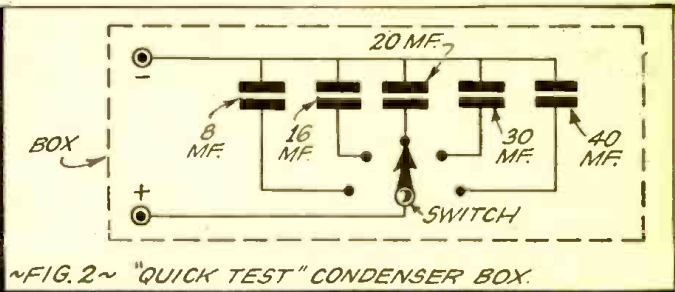 20 MF.
−
8
MF.
16
MF.
30
MF.
40
MF.
BOX
+
SWITCH
~FIG. 2~ "QUICK TEST" CONDENSER BOX.